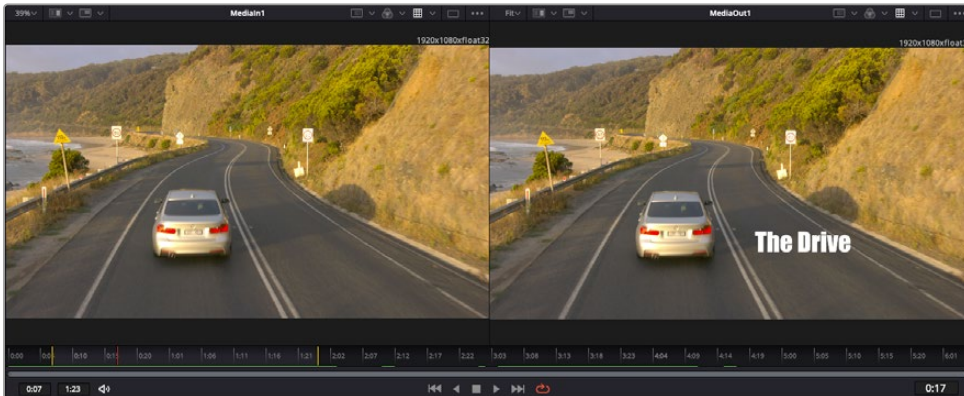 39% MediaIn1 Fit MediaOut1
1920x1080xfloat32 1920x1080xfloat32
The Drive
0:00 0:10 0:20 1:01 1:06 1:11 1:16 1:21 2:02 2:07 2:12 2:17 2:22 3:03 3:08 3:13 3:18 3:23 4:04 4:09 4:14 4:19 5:00 5:05 5:10 5:15 5:20 6:01
0:07 1:23 0:17